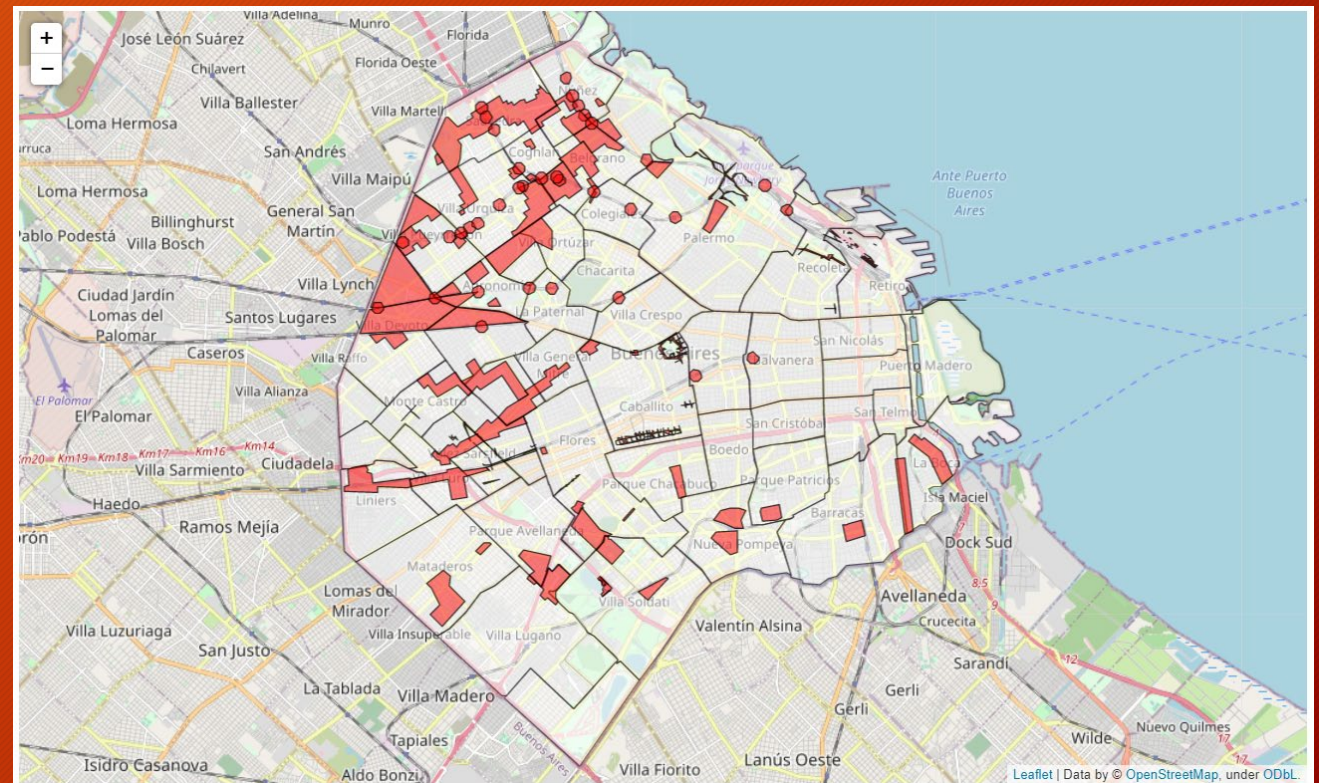 +
−
Villa Adelina
Munro
José León Suárez
Florida
Chilavert
Florida Oeste
Villa Ballester
Villa Martelli
Nuñez
Loma Hermosa
San Andrés
Coghlan
Belgrano
Villa Maipú
Loma Hermosa
General San
Martín
Billinghurst
Villa Bosch
Pablo Podestá
Villa Urquiza
Colegiales
Palermo
Ante Puerto
Buenos
Aires
Villa Ortúzar
Chacarita
Recoleta
Retiro
Villa Lynch
Agronomía
Ciudad Jardín
Lomas del
Palomar
Santos Lugares
La Paternal
Villa Crespo
Villa Devoto
Caseros
Villa Raffo
Villa General
Mitre
Buenos Aires
Balvanera
San Nicolás
Puerto Madero
El Palomar
El Palomar
Villa Alianza
Monte Castro
Caballito
San Telmo
San Cristóbal
Flores
Boedo
Km20
Km19
Km18
Km17
Km16
Km14
Villa Sarmiento
Ciudadela
La Boca
Liniers
Parque Chacabuco
Parque Patricios
Isla Maciel
Haedo
Barracas
Ramos Mejía
Parque Avellaneda
Nueva Pompeya
Dock Sud
Mataderos
8.5
9
Lomas del
Mirador
Villa Soldati
Avellaneda
Crucecita
Villa Luzuriaga
Villa Insuperable
Villa Lugano
Valentín Alsina
San Justo
12
Sarandí
La Tablada
Villa Madero
Gerli
Gerli
Buenos Aires
Nuevo Quilmes
Wilde
17
Tapiales
Isidro Casanova
Aldo Bonzi
Villa Fiorito
Lanús Oeste
Leaflet | Data by © OpenStreetMap, under ODbL.